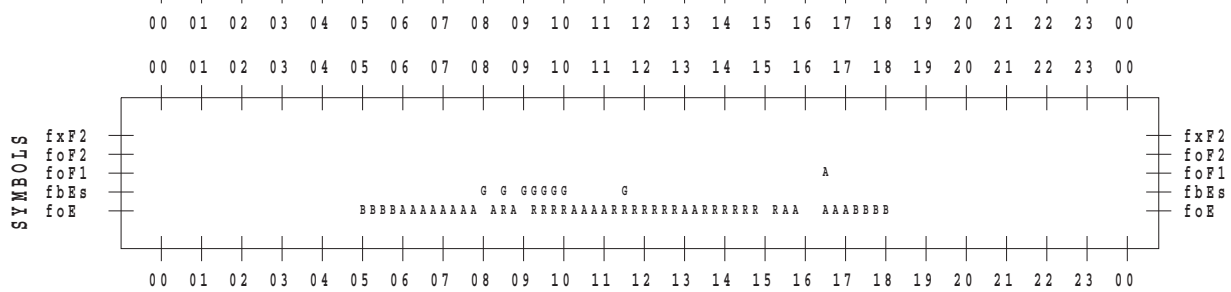 00 01 02 03 04 05 06 07 08 09 10 11 12 13 14 15 16 17 18 19 20 21 22 23 00
00 01 02 03 04 05 06 07 08 09 10 11 12 13 14 15 16 17 18 19 20 21 22 23 00
SYMBOLS
fxF2 fxF2
foF2 foF2
foF1 A foF1
fbEs G G GGGGG G fbEs
foE BBBBAAAAAAAA ARA RRRRAAAARRRRRRRAARRRRRR RAA AAABBBB foE
00 01 02 03 04 05 06 07 08 09 10 11 12 13 14 15 16 17 18 19 20 21 22 23 00